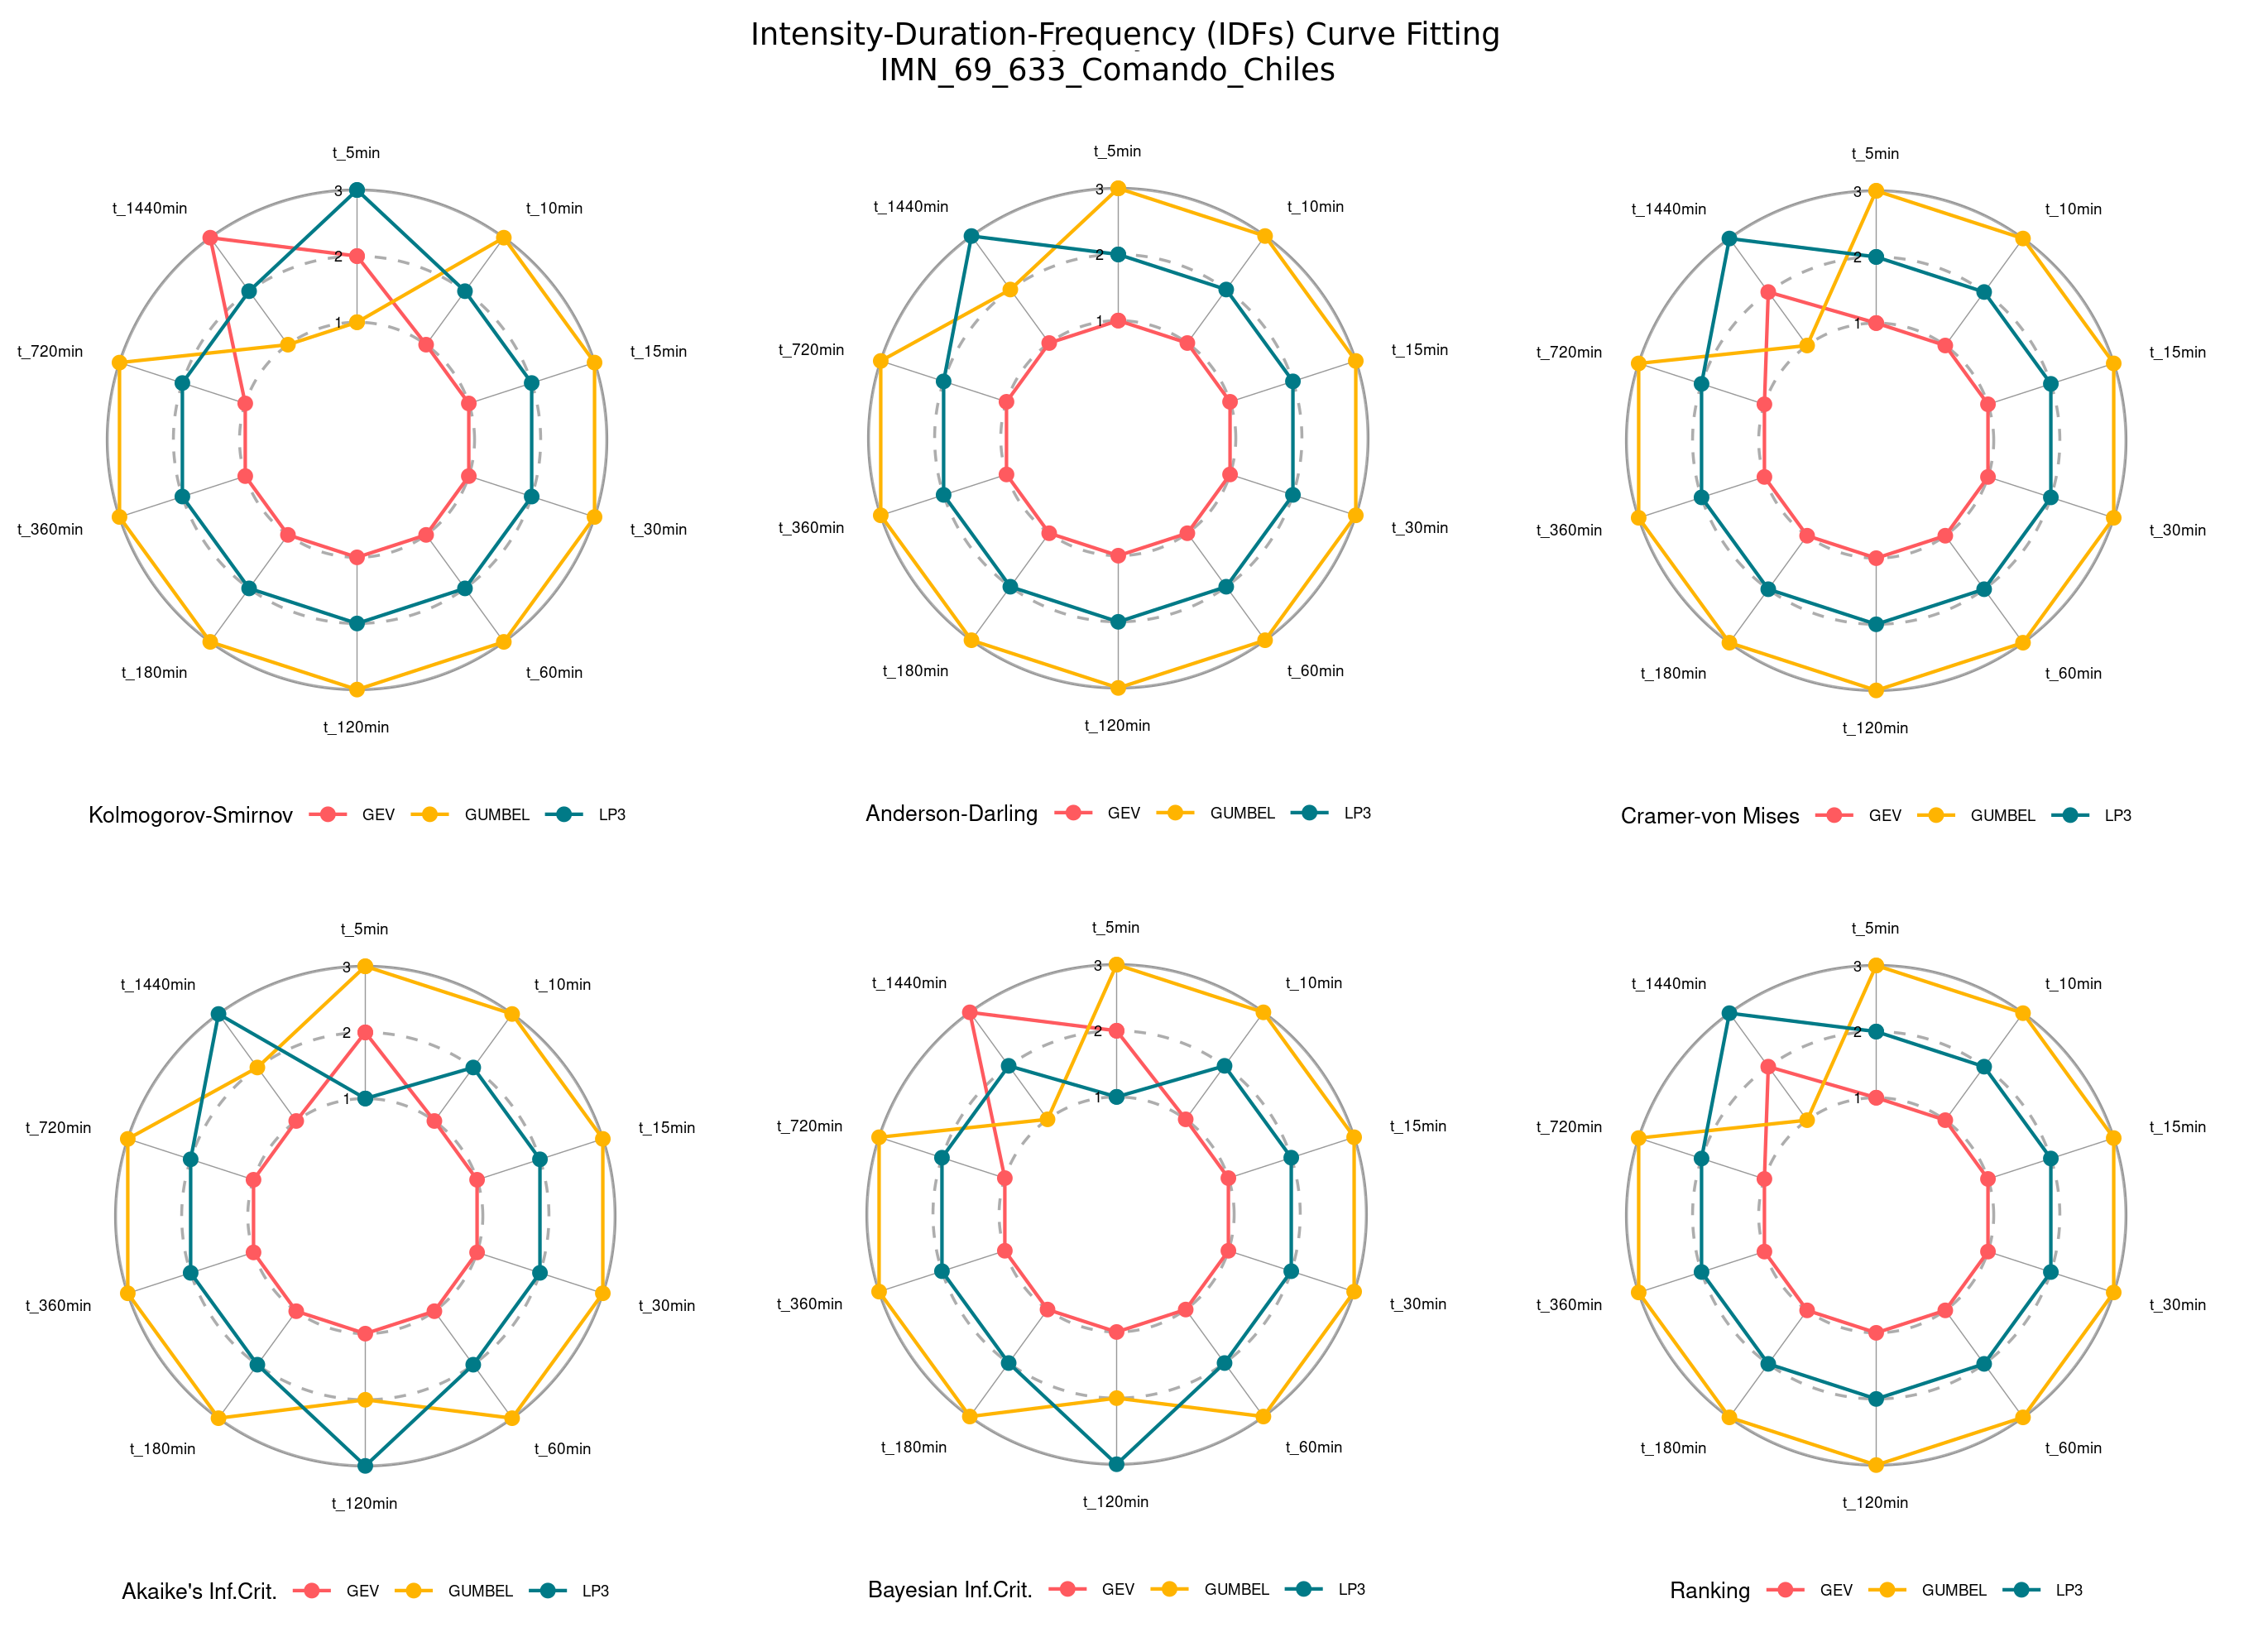 Intensity-Duration-Frequency (IDFs) Curve Fitting
IMN_69_633_Comando_Chiles
t_5min
t_10min
t_15min
t_30min
t_60min
t_120min
t_180min
t_360min
t_720min
t_1440min
3
2
1
Kolmogorov-Smirnov GEV GUMBEL LP3
t_5min
t_10min
t_15min
t_30min
t_60min
t_120min
t_180min
t_360min
t_720min
t_1440min
3
2
1
Anderson-Darling GEV GUMBEL LP3
t_5min
t_10min
t_15min
t_30min
t_60min
t_120min
t_180min
t_360min
t_720min
t_1440min
3
2
1
Cramer-von Mises GEV GUMBEL LP3
t_5min
t_10min
t_15min
t_30min
t_60min
t_120min
t_180min
t_360min
t_720min
t_1440min
3
2
1
Akaike's Inf.Crit. GEV GUMBEL LP3
t_5min
t_10min
t_15min
t_30min
t_60min
t_120min
t_180min
t_360min
t_720min
t_1440min
3
2
1
Bayesian Inf.Crit. GEV GUMBEL LP3
t_5min
t_10min
t_15min
t_30min
t_60min
t_120min
t_180min
t_360min
t_720min
t_1440min
3
2
1
Ranking GEV GUMBEL LP3